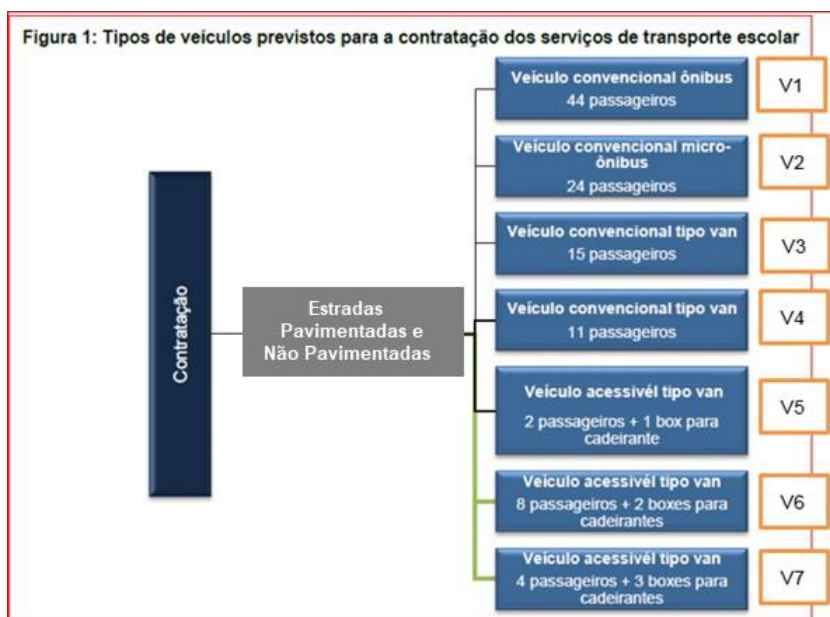 Figura 1: Tipos de veículos previstos para a contratação dos serviços de transporte escolar
Contratação
Estradas
Pavimentadas e
Não Pavimentadas
Veículo convencional ônibus
44 passageiros
V1
Veículo convencional micro-
ônibus
24 passageiros
V2
Veículo convencional tipo van
15 passageiros
V3
Veículo convencional tipo van
11 passageiros
V4
Veículo acessivél tipo van
2 passageiros + 1 box para
cadeirante
V5
Veículo acessivél tipo van
8 passageiros + 2 boxes para
cadeirantes
V6
Veículo acessivél tipo van
4 passageiros + 3 boxes para
cadeirantes
V7